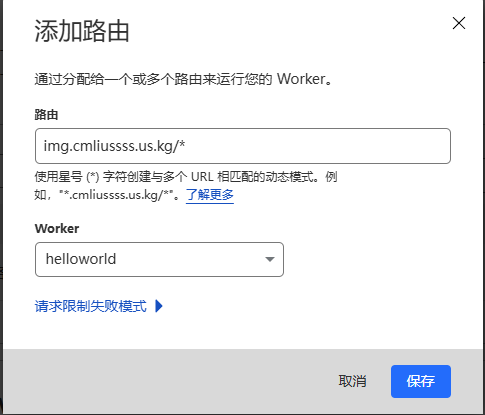 添加路由
通过分配给一个或多个路由来运行您的 Worker。
路由
img.cmliussss.us.kg/*
使用星号 (*) 字符创建与多个 URL 相匹配的动态模式。例
如，"*.cmliussss.us.kg/*"。了解更多
Worker
helloworld
请求限制失败模式
取消 保存